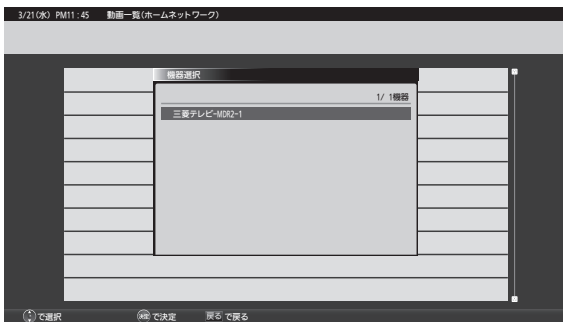 3/21(水) PM11:45 動画一覧(ホームネットワーク)
機器選択
1/ 1機器
三菱テレビ-MDR2-1
で選択 決定 で決定 戻る で戻る